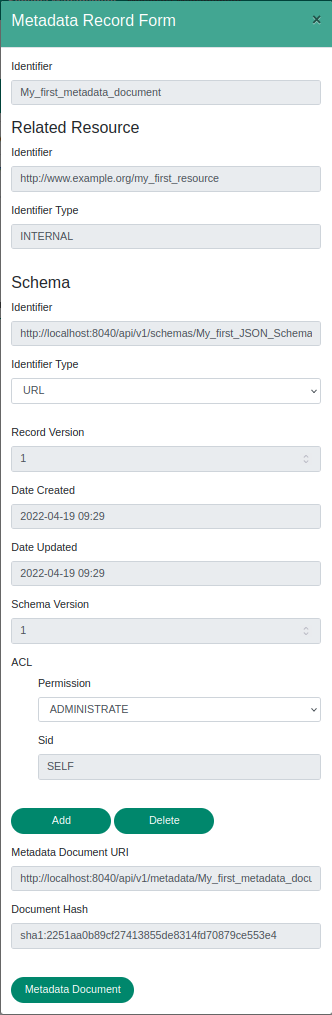 Metadata Record Form ×
Identifier
My_first_metadata_document
Related Resource
Identifier
http://www.example.org/my_first_resource
Identifier Type
INTERNAL
Schema
Identifier
http://localhost:8040/api/v1/schemas/My_first_JSON_Schema
Identifier Type
URL
Record Version
1
Date Created
2022-04-19 09:29
Date Updated
2022-04-19 09:29
Schema Version
1
ACL
Permission
ADMINISTRATE
Sid
SELF
Add Delete
Metadata Document URI
http://localhost:8040/api/v1/metadata/My_first_metadata_docu
Document Hash
sha1:2251aa0b89cf27413855de8314fd70879ce553e4
Metadata Document